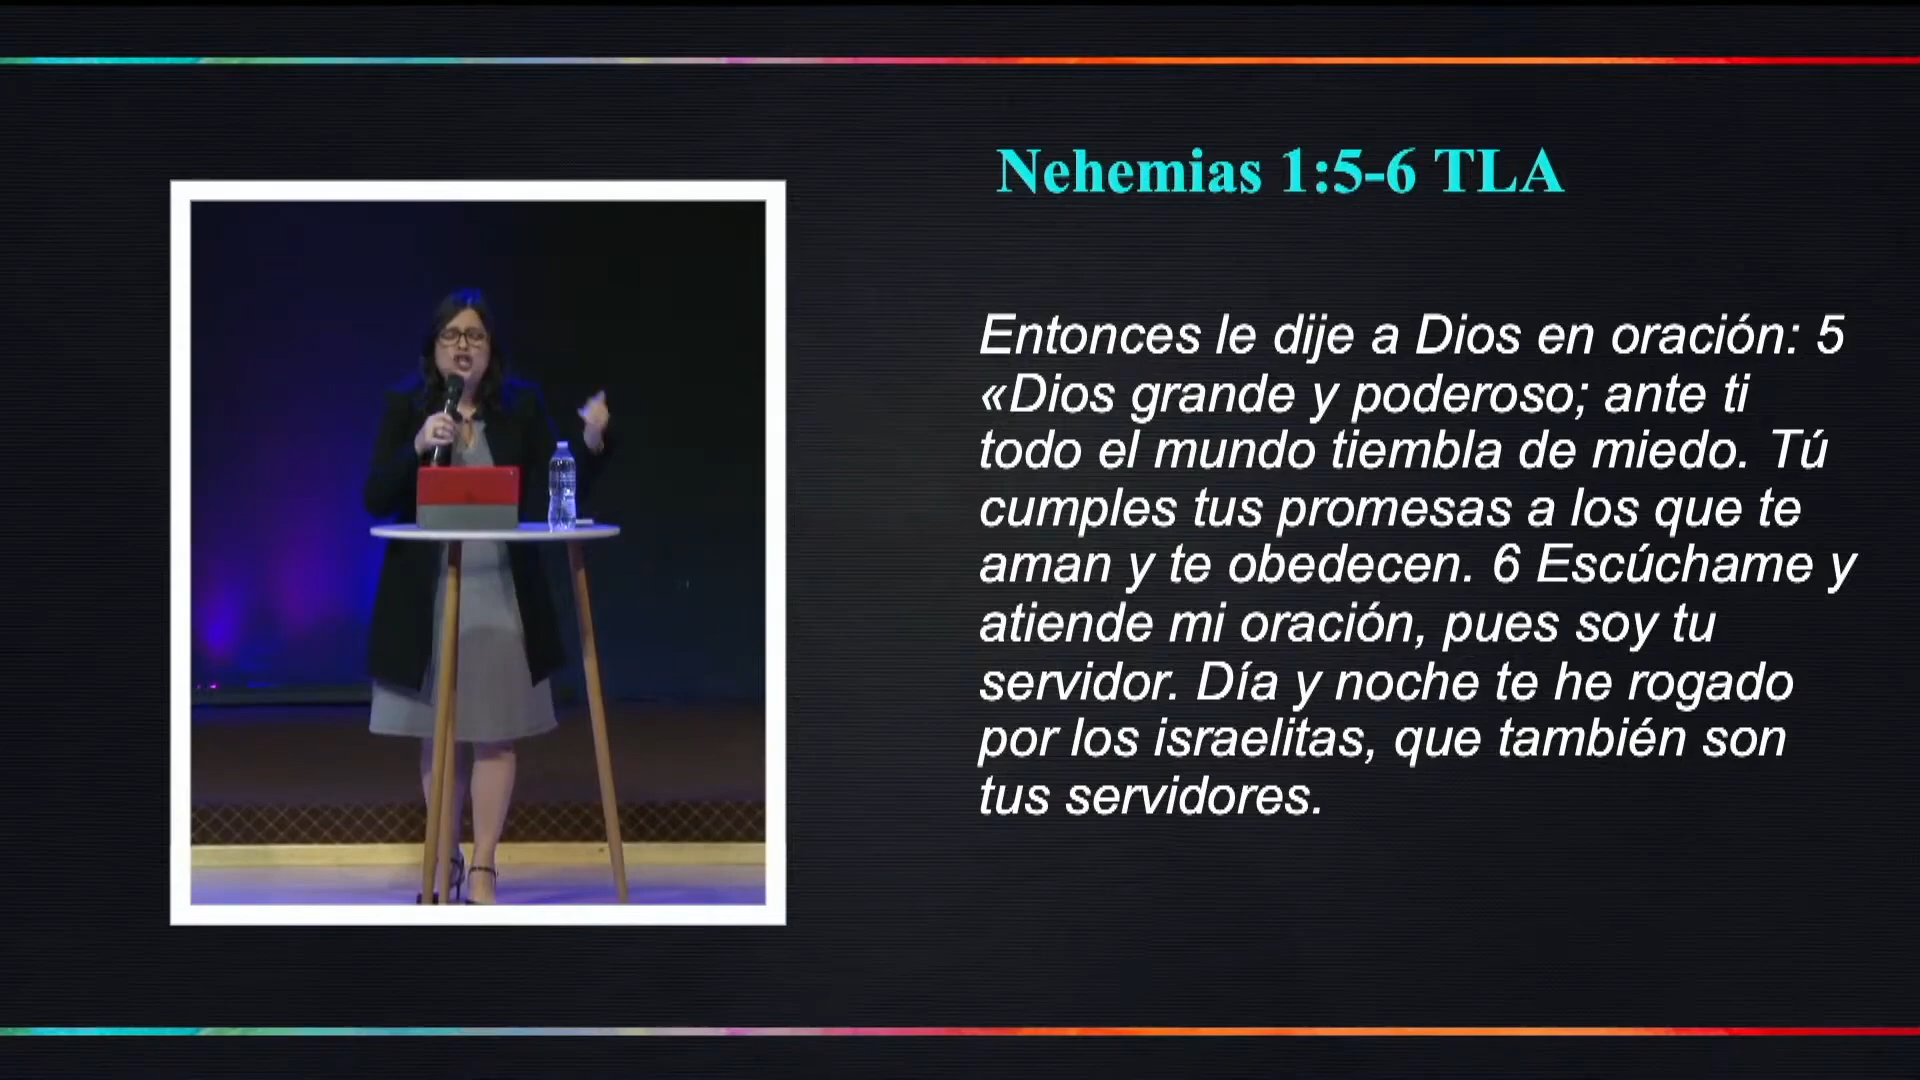 Nehemias 1:5-6 TLA
Entonces le dije a Dios en oración: 5
«Dios grande y poderoso; ante ti
todo el mundo tiembla de miedo. Tú
cumples tus promesas a los que te
aman y te obedecen. 6 Escúchame y
atiende mi oración, pues soy tu
servidor. Día y noche te he rogado
por los israelitas, que también son
tus servidores.